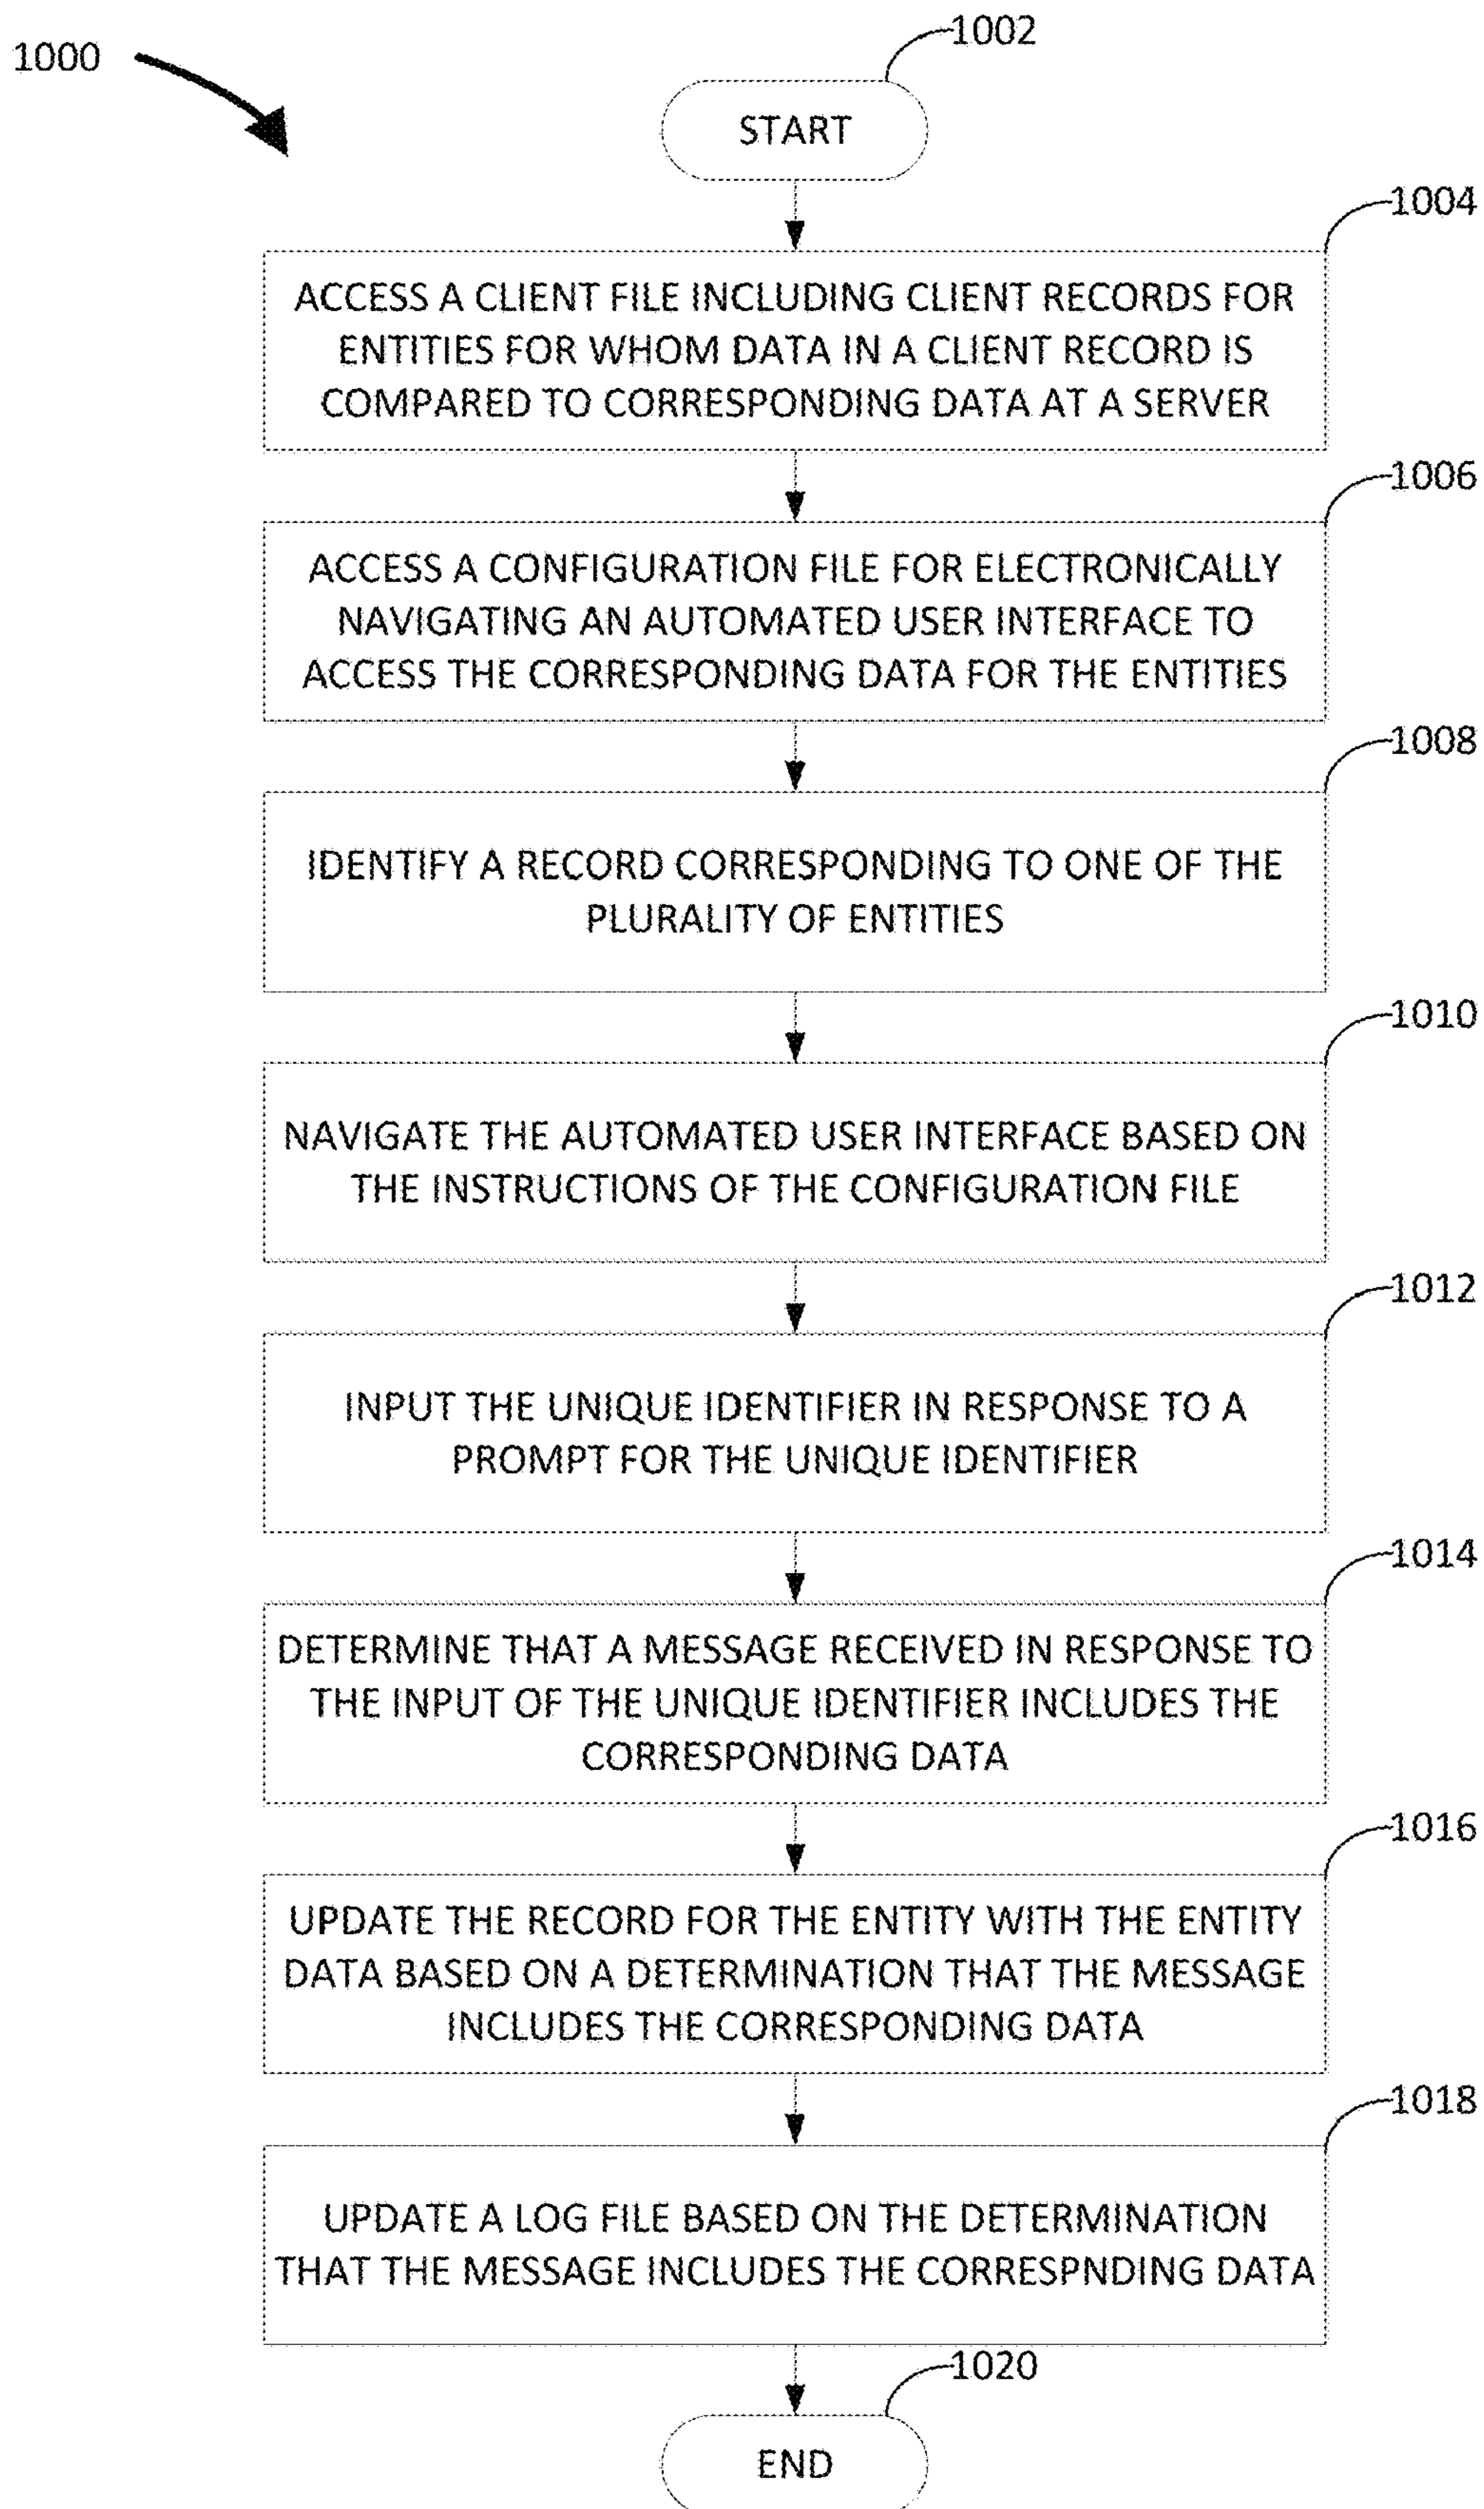 1000
1002
START
1004
ACCESS A CLIENT FILE INCLUDING CLIENT RECORDS FOR
ENTITIES FOR WHOM DATA IN A CLIENT RECORD IS
COMPARED TO CORRESPONDING DATA AT A SERVER
1006
ACCESS A CONFIGURATION FILE FOR ELECTRONICALLY
NAVIGATING AN AUTOMATED USER INTERFACE TO
ACCESS THE CORRESPONDING DATA FOR THE ENTITIES
1008
IDENTIFY A RECORD CORRESPONDING TO ONE OF THE
PLURALITY OF ENTITIES
1010
NAVIGATE THE AUTOMATED USER INTERFACE BASED ON
THE INSTRUCTIONS OF THE CONFIGURATION FILE
1012
INPUT THE UNIQUE IDENTIFIER IN RESPONSE TO A
PROMPT FOR THE UNIQUE IDENTIFIER
1014
DETERMINE THAT A MESSAGE RECEIVED IN RESPONSE TO
THE INPUT OF THE UNIQUE IDENTIFIER INCLUDES THE
CORRESPONDING DATA
1016
UPDATE THE RECORD FOR THE ENTITY WITH THE ENTITY
DATA BASED ON A DETERMINATION THAT THE MESSAGE
INCLUDES THE CORRESPONDING DATA
1018
UPDATE A LOG FILE BASED ON THE DETERMINATION
THAT THE MESSAGE INCLUDES THE CORRESPNDING DATA
1020
END